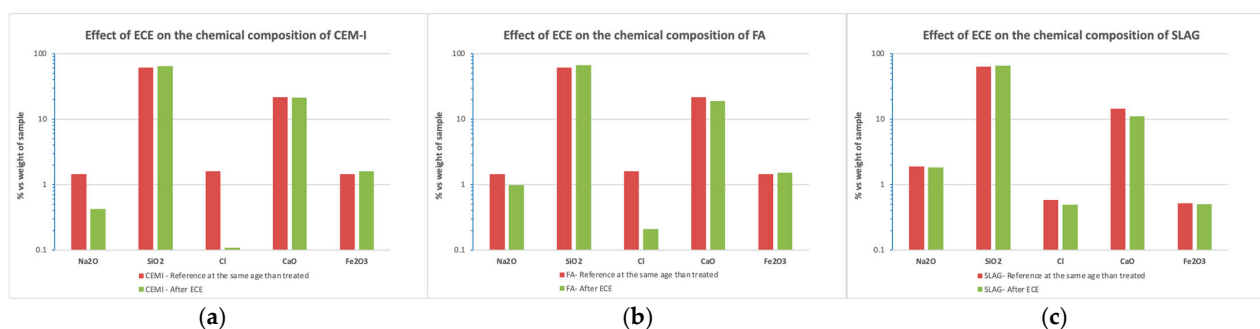 Effect of ECE on the chemical composition of CEM-I
% vs weight of sample
100
10
1
0.1
Na2O SiO2 Cl CaO Fe2O3
CEMI - Reference at the same age than treated
CEMI - After ECE
(a)
Effect of ECE on the chemical composition of FA
% vs weight of sample
100
10
1
0.1
Na2O SiO2 Cl CaO Fe2O3
FA- Reference at the same age than treated
FA- After ECE
(b)
Effect of ECE on the chemical composition of SLAG
% vs weight of sample
100
10
1
0.1
Na2O SiO2 Cl CaO Fe2O3
SLAG- Reference at the same age than treated
SLAG- After ECE
(c)